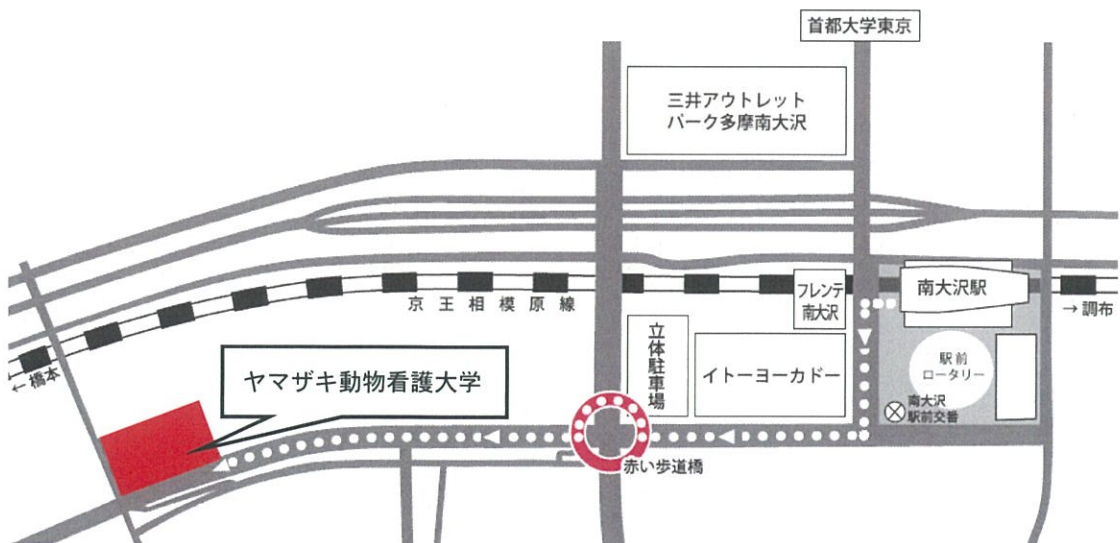 首都大学東京
三井アウトレット
パーク多摩南大沢
京王相模原線
フレンテ
南大沢
南大沢駅
→ 調布
← 橋本
ヤマザキ動物看護大学
立体駐車場
イトーヨーカドー
駅前
ロータリー
南大沢
駅前交番
赤い歩道橋